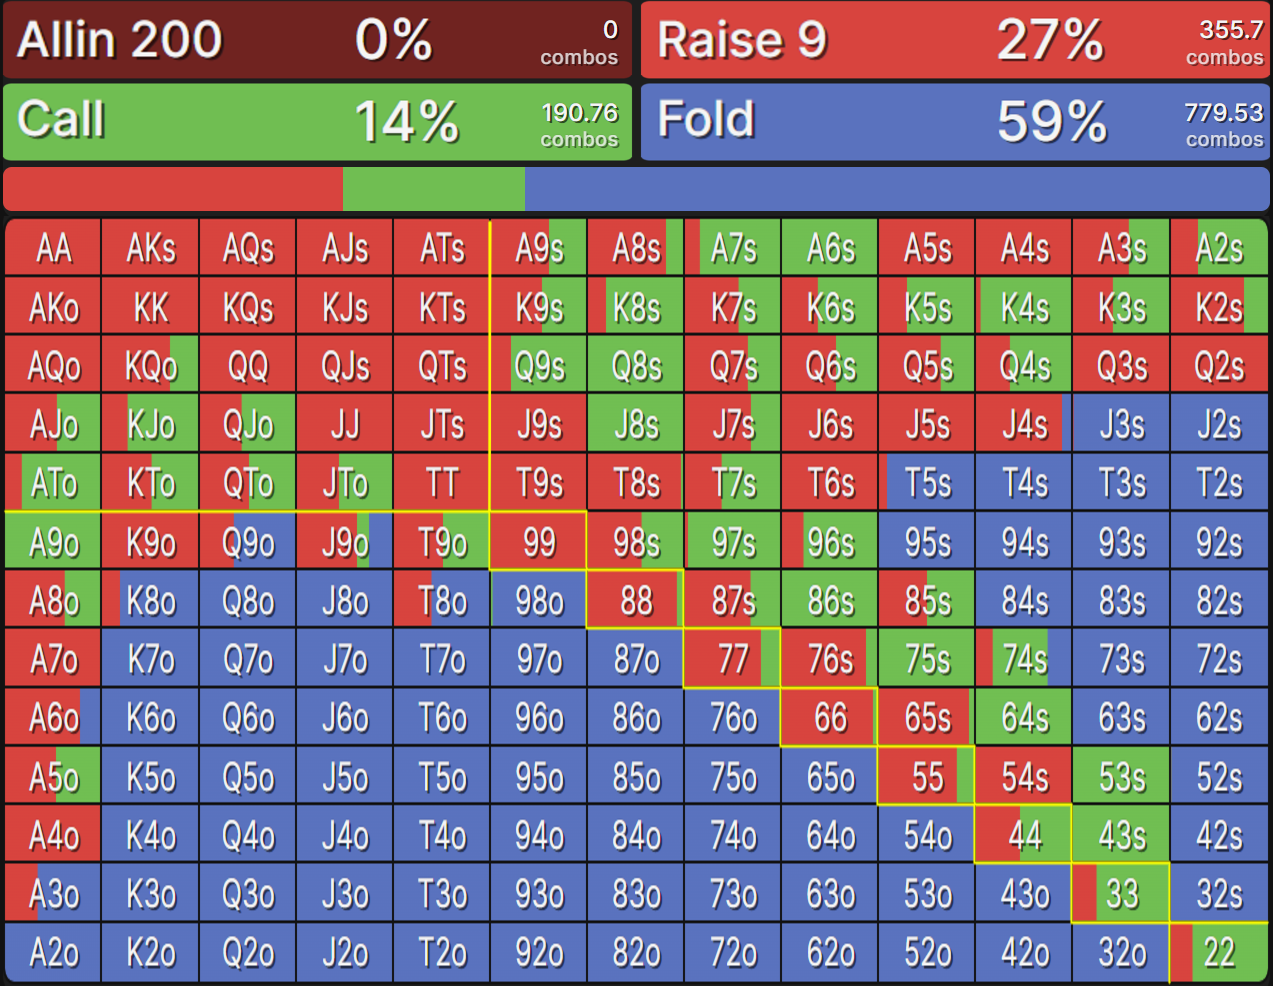 Allin 200 0% 0 combos
Raise 9 27% 355.7 combos
Call 14% 190.76 combos
Fold 59% 779.53 combos
AA AKs AQs AJs ATs A9s A8s A7s A6s A5s A4s A3s A2s
AKo KK KQs KJs KTs K9s K8s K7s K6s K5s K4s K3s K2s
AQo KQo QQ QJs QTs Q9s Q8s Q7s Q6s Q5s Q4s Q3s Q2s
AJo KJo QJo JJ JTs J9s J8s J7s J6s J5s J4s J3s J2s
ATo KTo QTo JTo TT T9s T8s T7s T6s T5s T4s T3s T2s
A9o K9o Q9o J9o T9o 99 98s 97s 96s 95s 94s 93s 92s
A8o K8o Q8o J8o T8o 98o 88 87s 86s 85s 84s 83s 82s
A7o K7o Q7o J7o T7o 97o 87o 77 76s 75s 74s 73s 72s
A6o K6o Q6o J6o T6o 96o 86o 76o 66 65s 64s 63s 62s
A5o K5o Q5o J5o T5o 95o 85o 75o 65o 55 54s 53s 52s
A4o K4o Q4o J4o T4o 94o 84o 74o 64o 54o 44 43s 42s
A3o K3o Q3o J3o T3o 93o 83o 73o 63o 53o 43o 33 32s
A2o K2o Q2o J2o T2o 92o 82o 72o 62o 52o 42o 32o 22